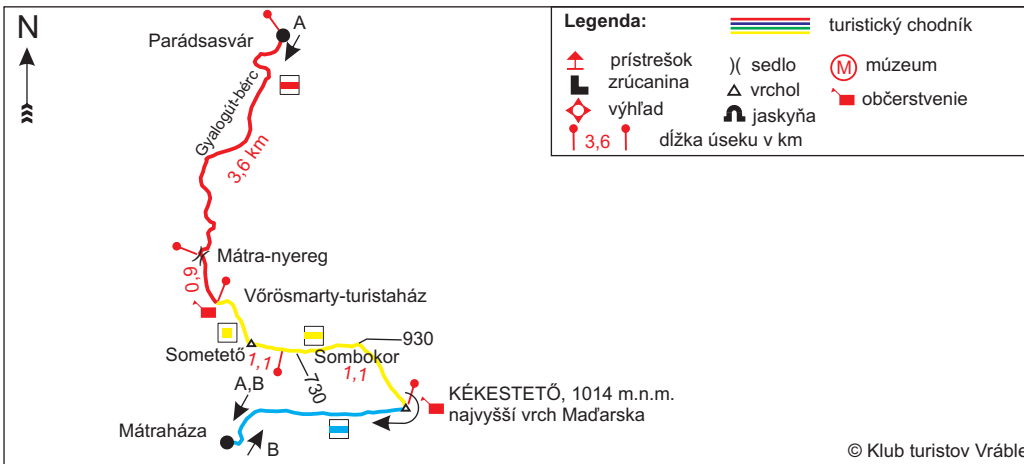 N
Parádsasvár
A
Gyalogút-bérc
3,6 km
Mátra-nyereg
0,9
Vőrösmarty-turistaház
Sometető
1,1
Sombokor
930
730
1,1
A,B
Mátraháza
B
KÉKESTETŐ, 1014 m.n.m.
najvyšší vrch Maďarska
Legenda:
turistický chodník
prístrešok
)( sedlo
M múzeum
zrúcanina
vrchol
občerstvenie
výhľad
jaskyňa
3,6
dĺžka úseku v km
© Klub turistov Vráble